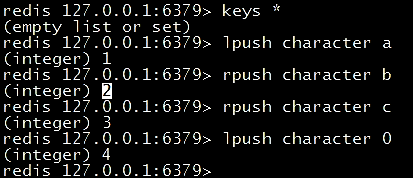 redis 127.0.0.1:6379> keys *
(empty list or set)
redis 127.0.0.1:6379> lpush character a
(integer) 1
redis 127.0.0.1:6379> rpush character b
(integer) 2
redis 127.0.0.1:6379> rpush character c
(integer) 3
redis 127.0.0.1:6379> lpush character 0
(integer) 4
redis 127.0.0.1:6379>